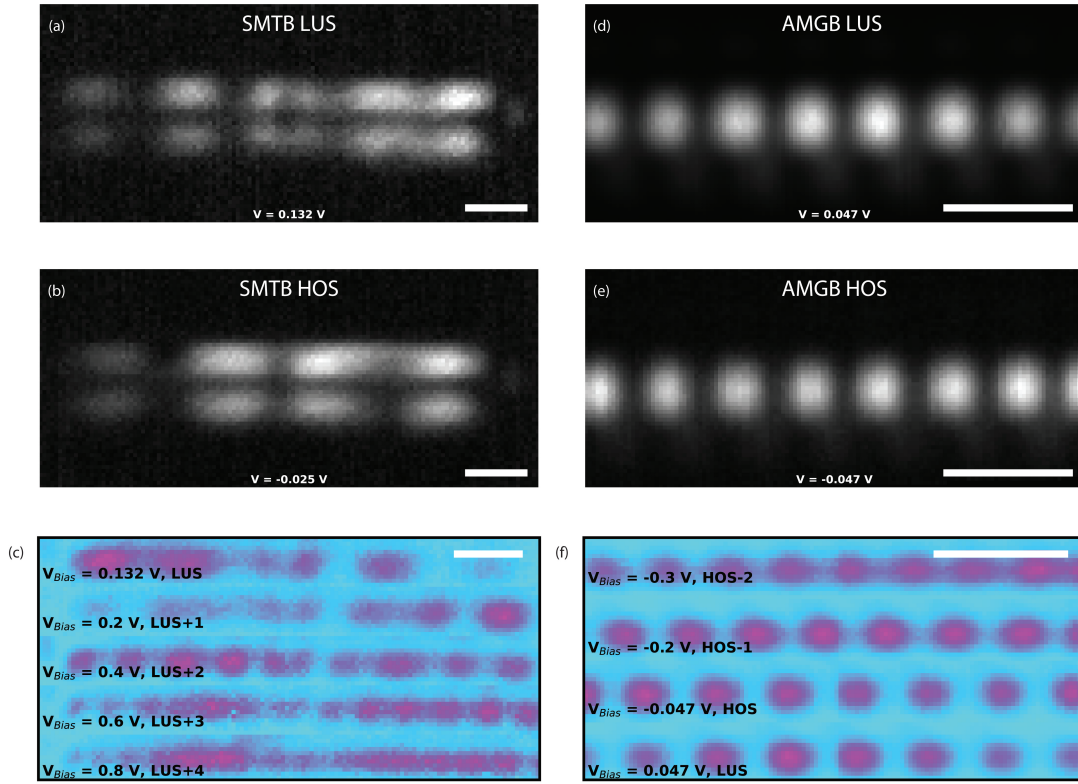 (a)
SMTB LUS
V = 0.132 V
(d)
AMGB LUS
V = 0.047 V
(b)
SMTB HOS
V = -0.025 V
(e)
AMGB HOS
V = -0.047 V
(c)
V_Bias = 0.132 V, LUS
V_Bias = 0.2 V, LUS+1
V_Bias = 0.4 V, LUS+2
V_Bias = 0.6 V, LUS+3
V_Bias = 0.8 V, LUS+4
(f)
V_Bias = -0.3 V, HOS-2
V_Bias = -0.2 V, HOS-1
V_Bias = -0.047 V, HOS
V_Bias = 0.047 V, LUS